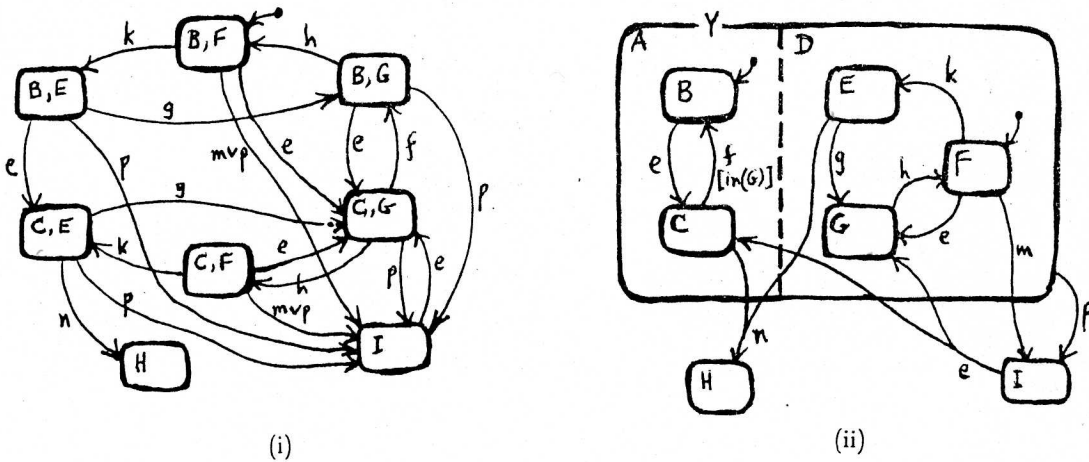 k
B, F
h
B, E
g
B, G
e
p
m∨p
e
e
f
p
g
C, E
C, G
k
C, F
e
h
p
e
n
p
m∨p
H
I
(i)
A
Y
D
B
E
k
e
f
[in(G)]
g
h
F
C
G
e
m
n
p
H
e
I
(ii)